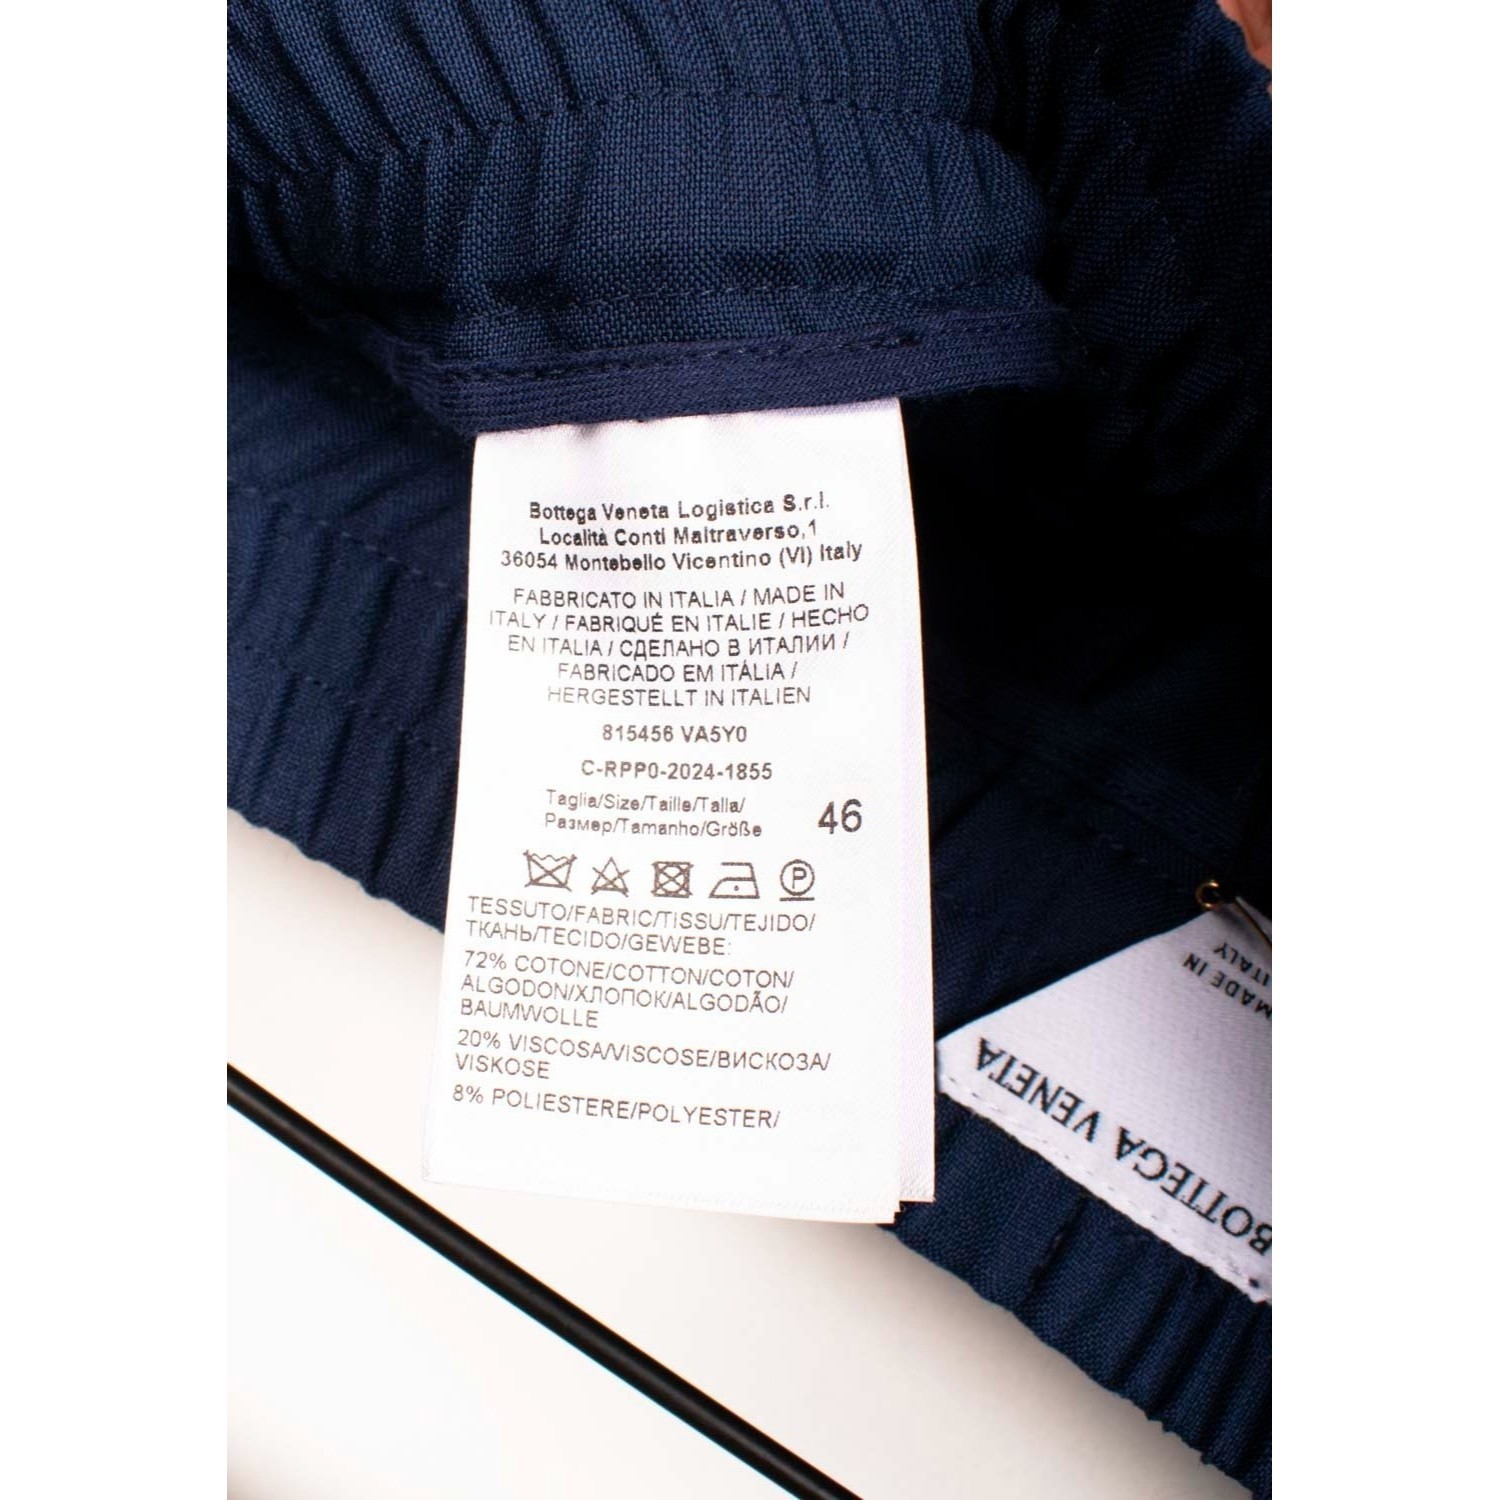 Bottega Veneta Logistica S.r.l.
Località Conti Maltraverso,1
36054 Montebello Vicentino (VI) Italy
FABBRICATO IN ITALIA / MADE IN
ITALY / FABRIQUÉ EN ITALIE / HECHO
EN ITALIA / СДЕЛАНО В ИТАЛИИ /
FABRICADO EM ITÁLIA /
HERGESTELLT IN ITALIEN
815456 VA5Y0
C-RPP0-2024-1855
Taglia/Size/Taille/Talla/
Размер/Tamanho/Größe 46
P
TESSUTO/FABRIC/TISSU/TEJIDO/
ТКАНЬ/TECIDO/GEWEBE:
72% COTONE/COTTON/COTON/
ALGODON/ХЛОПОК/ALGODÃO/
BAUMWOLLE
20% VISCOSA/VISCOSE/ВИСКОЗА/
VISKOSE
8% POLIESTERE/POLYESTER/
BOTTEGA VENETA
MADE IN
ITALY